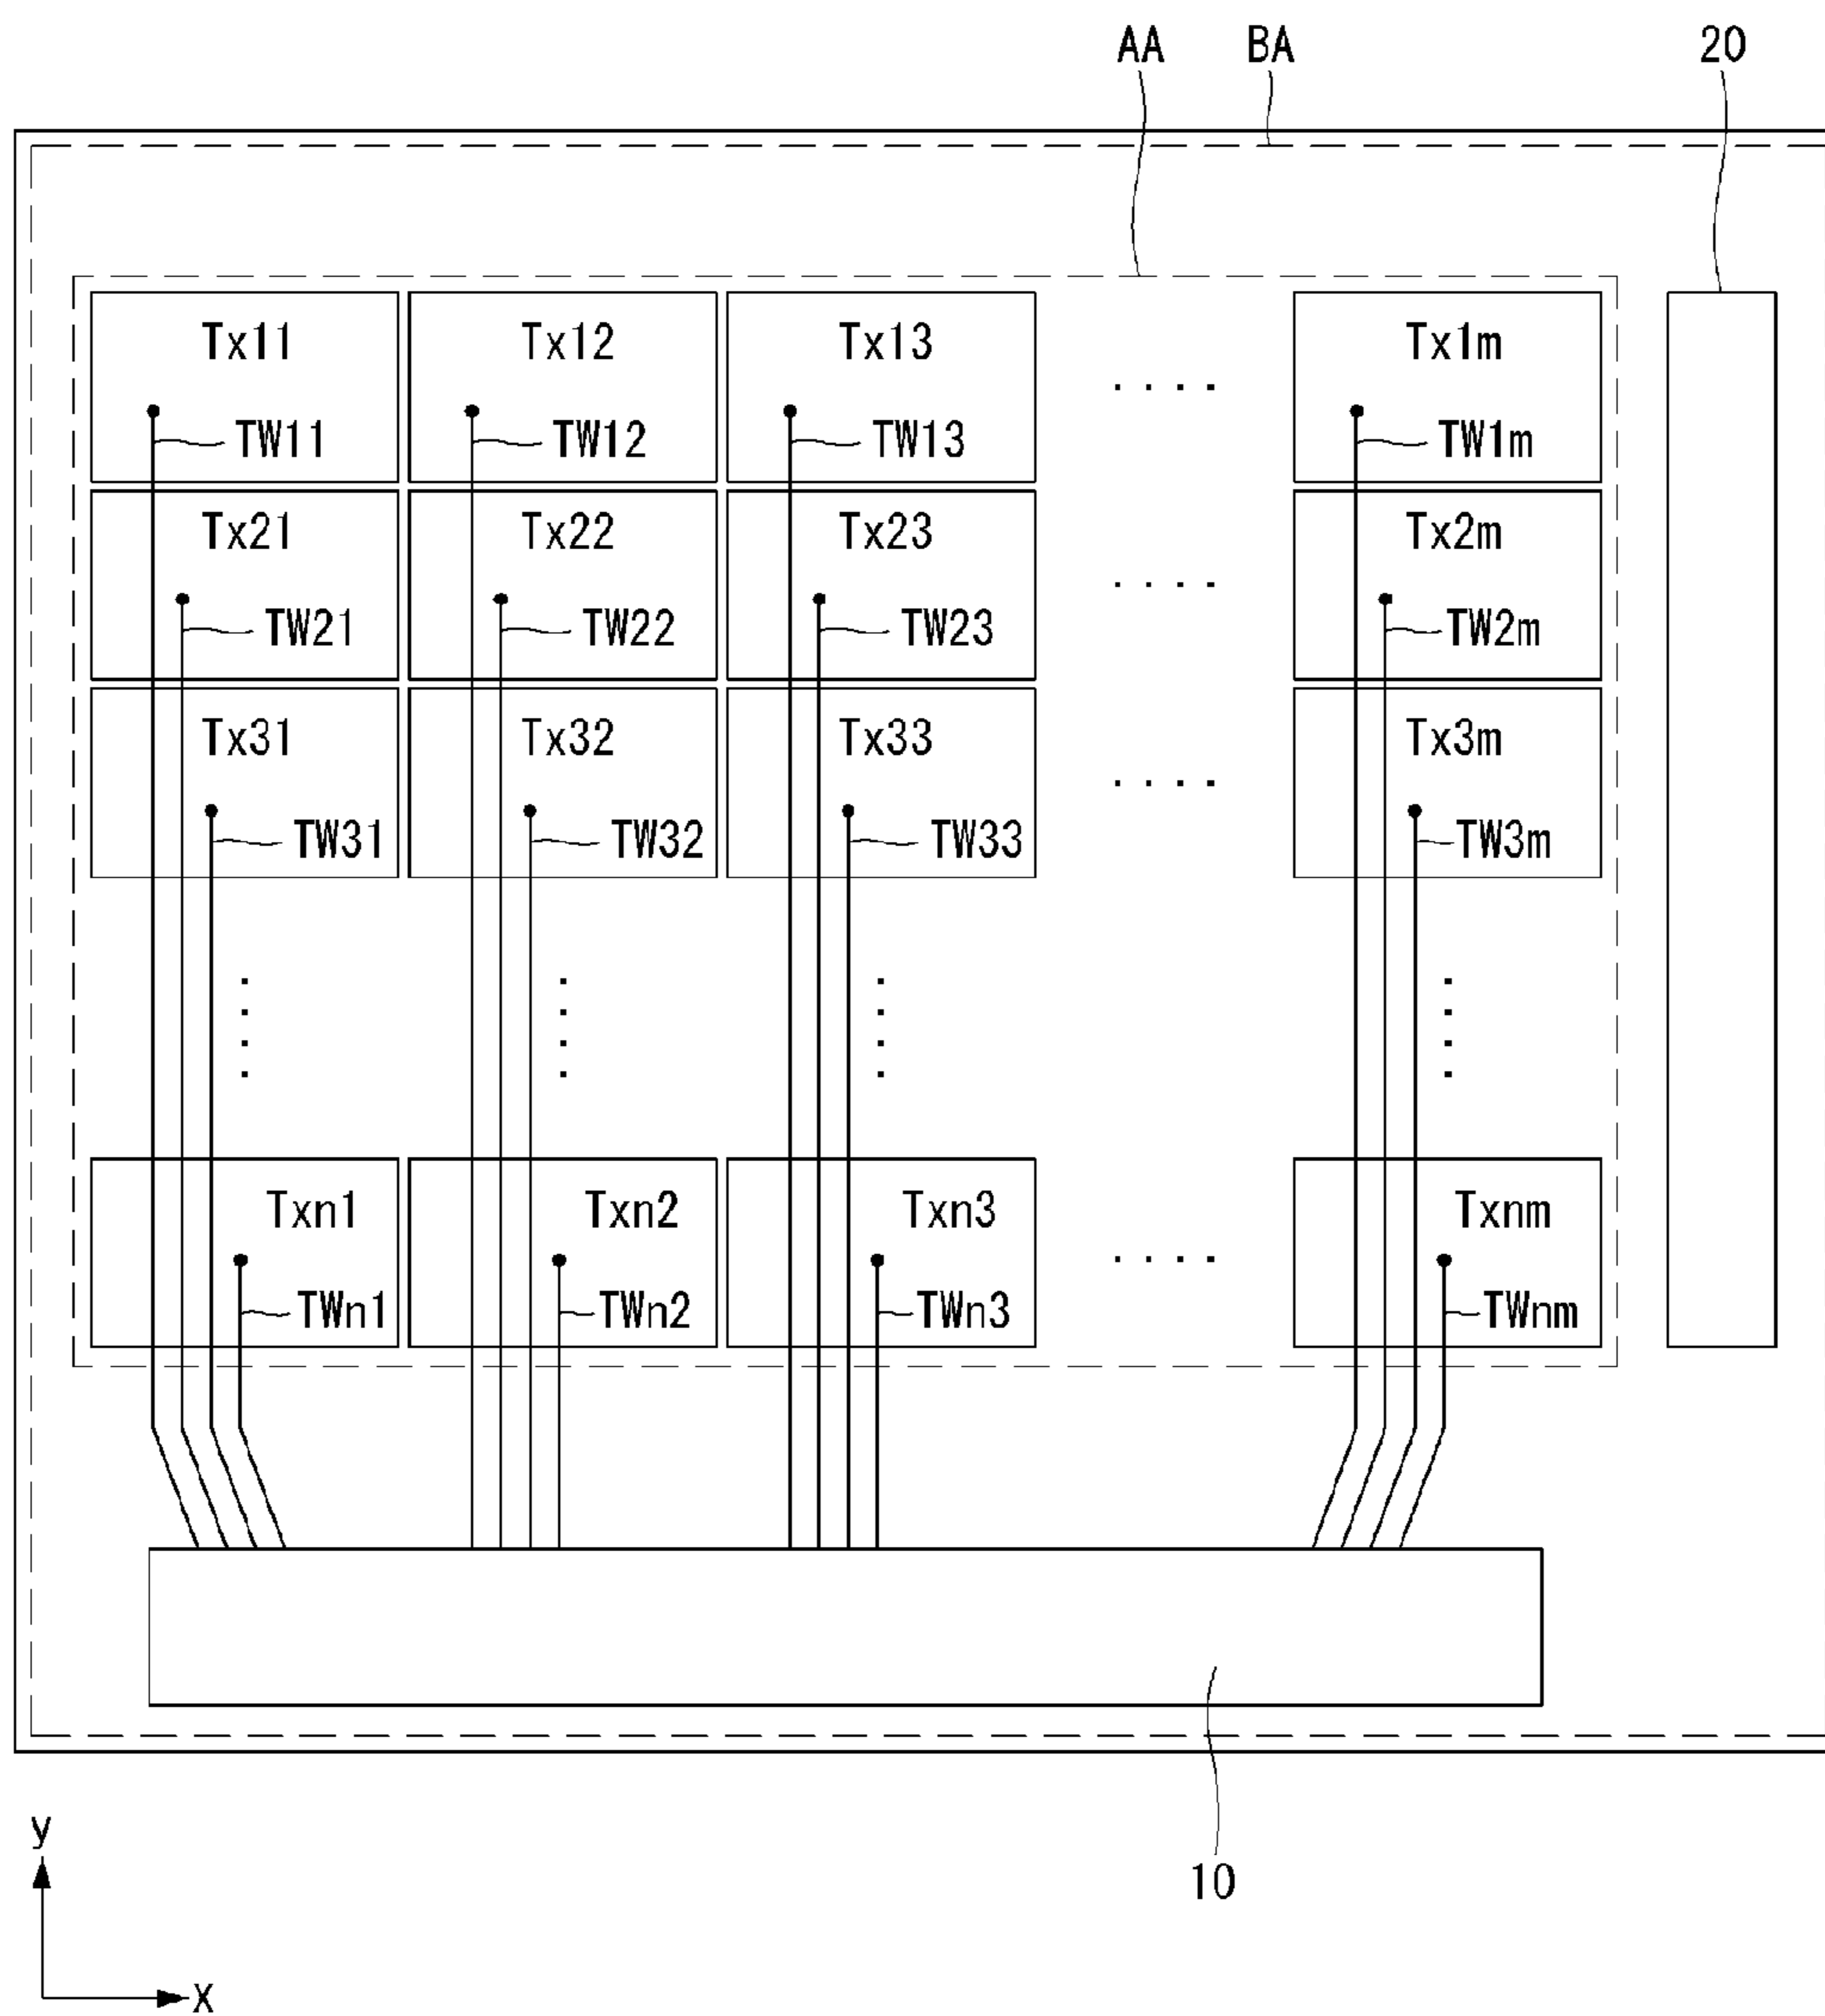 AA BA 20
Tx11 Tx12 Tx13 Tx1m
TW11 TW12 TW13 TW1m
Tx21 Tx22 Tx23 Tx2m
TW21 TW22 TW23 TW2m
Tx31 Tx32 Tx33 Tx3m
TW31 TW32 TW33 TW3m
Txn1 Txn2 Txn3 Txnm
TWn1 TWn2 TWn3 TWnm
y
10
x